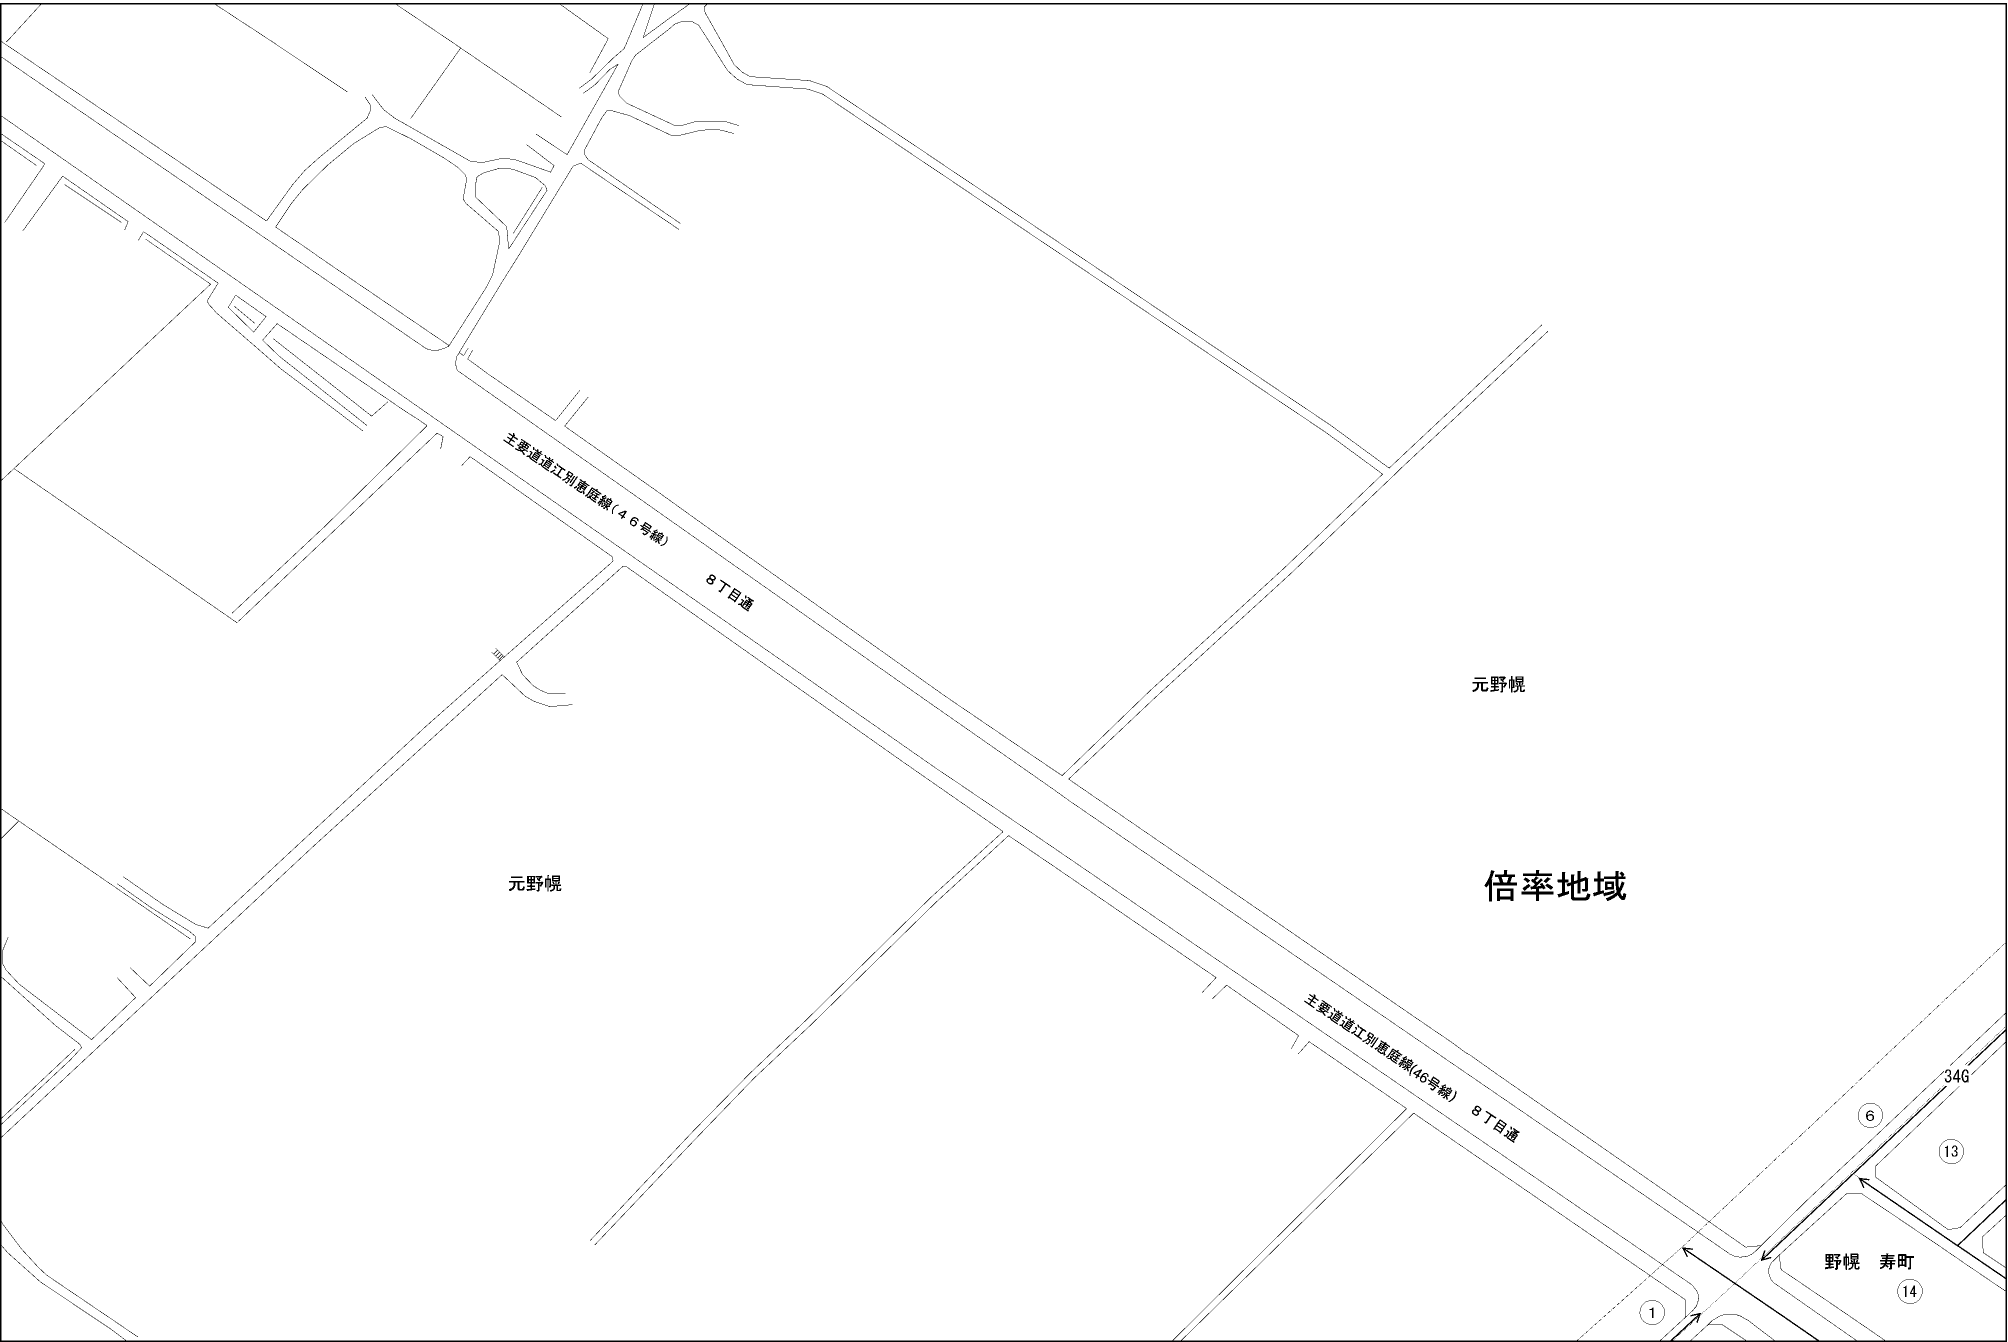 主要道道江別恵庭線(46号線)
8丁目通
元野幌
元野幌
倍率地域
主要道道江別恵庭線(46号線) 8丁目通
34G
6
13
野幌 寿町
14
1